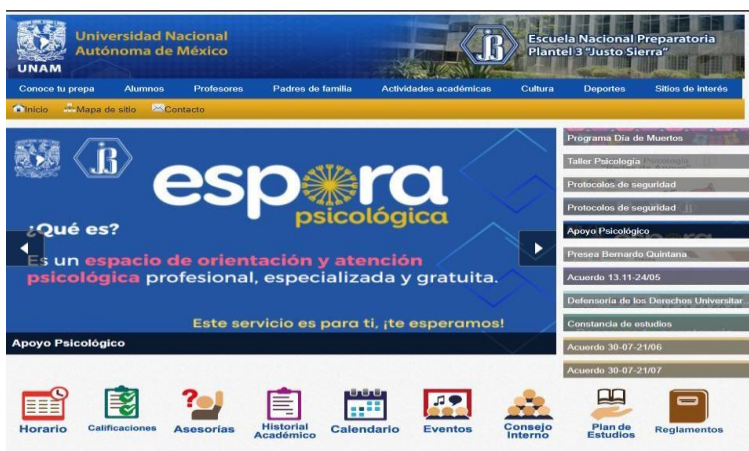 Universidad Nacional
Autónoma de México
UNAM
Escuela Nacional Preparatoria
Plantel 3 "Justo Sierra"
Conoce tu prepa Alumnos Profesores Padres de familia Actividades académicas Cultura Deportes Sitios de interés
Inicio Mapa de sitio Contacto
espora
psicológica
¿Qué es?
Es un espacio de orientación y atención
psicológica profesional, especializada y gratuita.
Este servicio es para ti, ¡te esperamos!
Apoyo Psicológico
Programa Día de Muertos
Taller Psicología
Protocolos de seguridad
Protocolos de seguridad
Apoyo Psicológico
Presea Bernardo Quintana
Acuerdo 13.11-24/05
Defensoría de los Derechos Universitar...
Constancia de estudios
Acuerdo 30-07-21/06
Acuerdo 30-07-21/07
Horario
Calificaciones
Asesorías
Historial
Académico
Calendario
Eventos
Consejo
Interno
Plan de
Estudios
Reglamentos